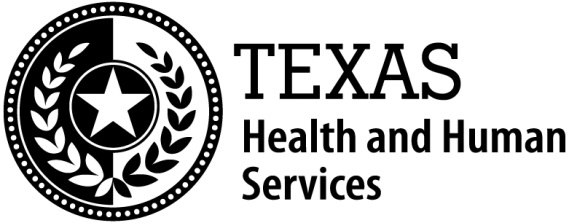 TEXAS
Health and Human
Services